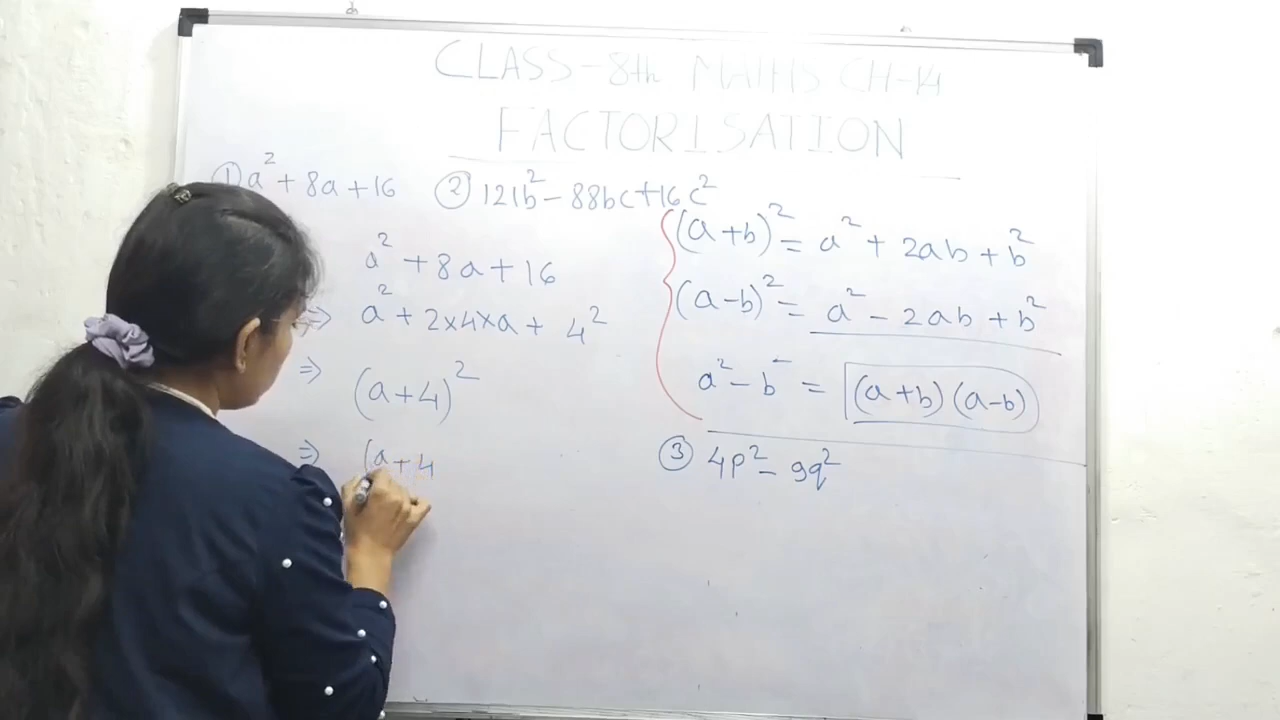 CLASS-8th MATHS CH-14
FACTORISATION
① a² + 8a + 16 ② 121b² - 88bc + 16c²
a² + 8a + 16
⇒ a² + 2×4×a + 4²
⇒ (a+4)²
⇒ (a+4
(a+b)² = a² + 2ab + b²
(a-b)² = a² - 2ab + b²
a² - b⁻ = (a+b)(a-b)
③ 4p² - 9q²